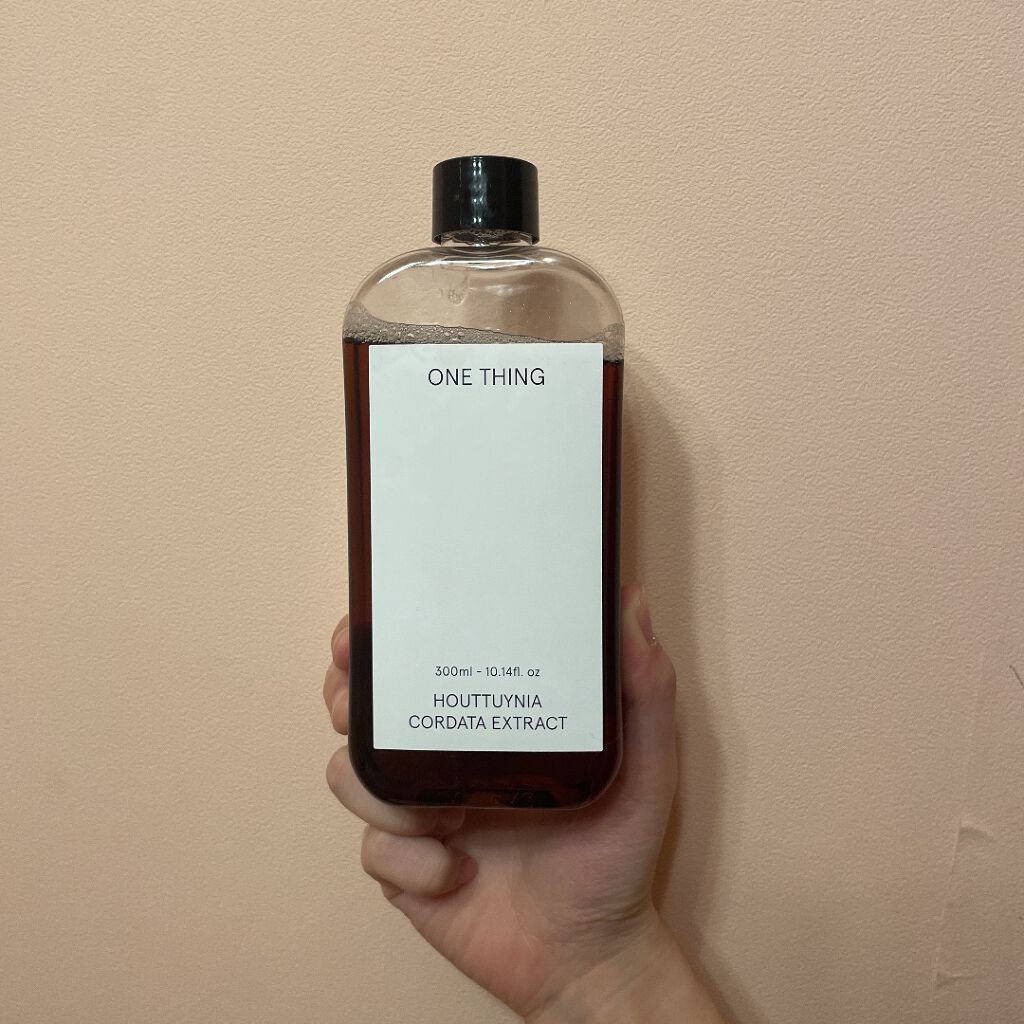 ONE THING
300ml - 10.14fl. oz
HOUTTUYNIA
CORDATA EXTRACT